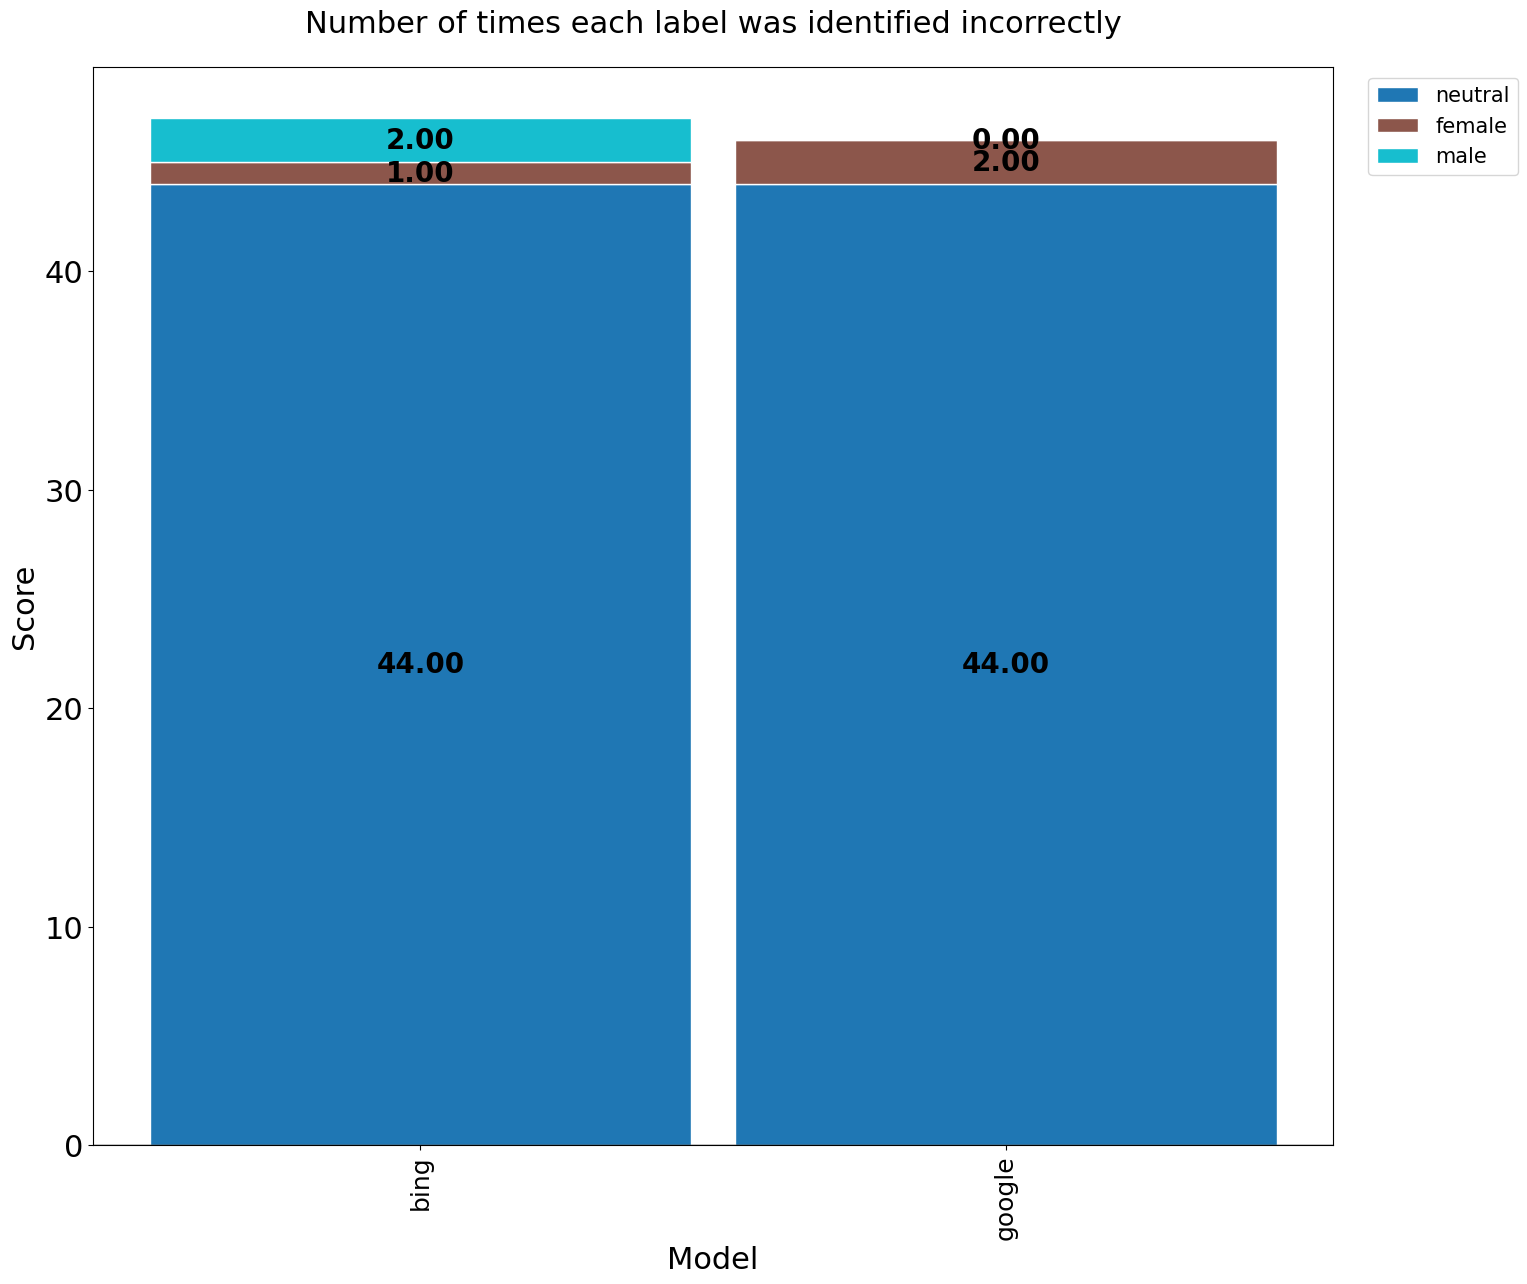 Number of times each label was identified incorrectly
neutral
female
male
2.00
1.00
44.00
0.00
2.00
44.00
40
30
20
10
0
Score
bing
google
Model